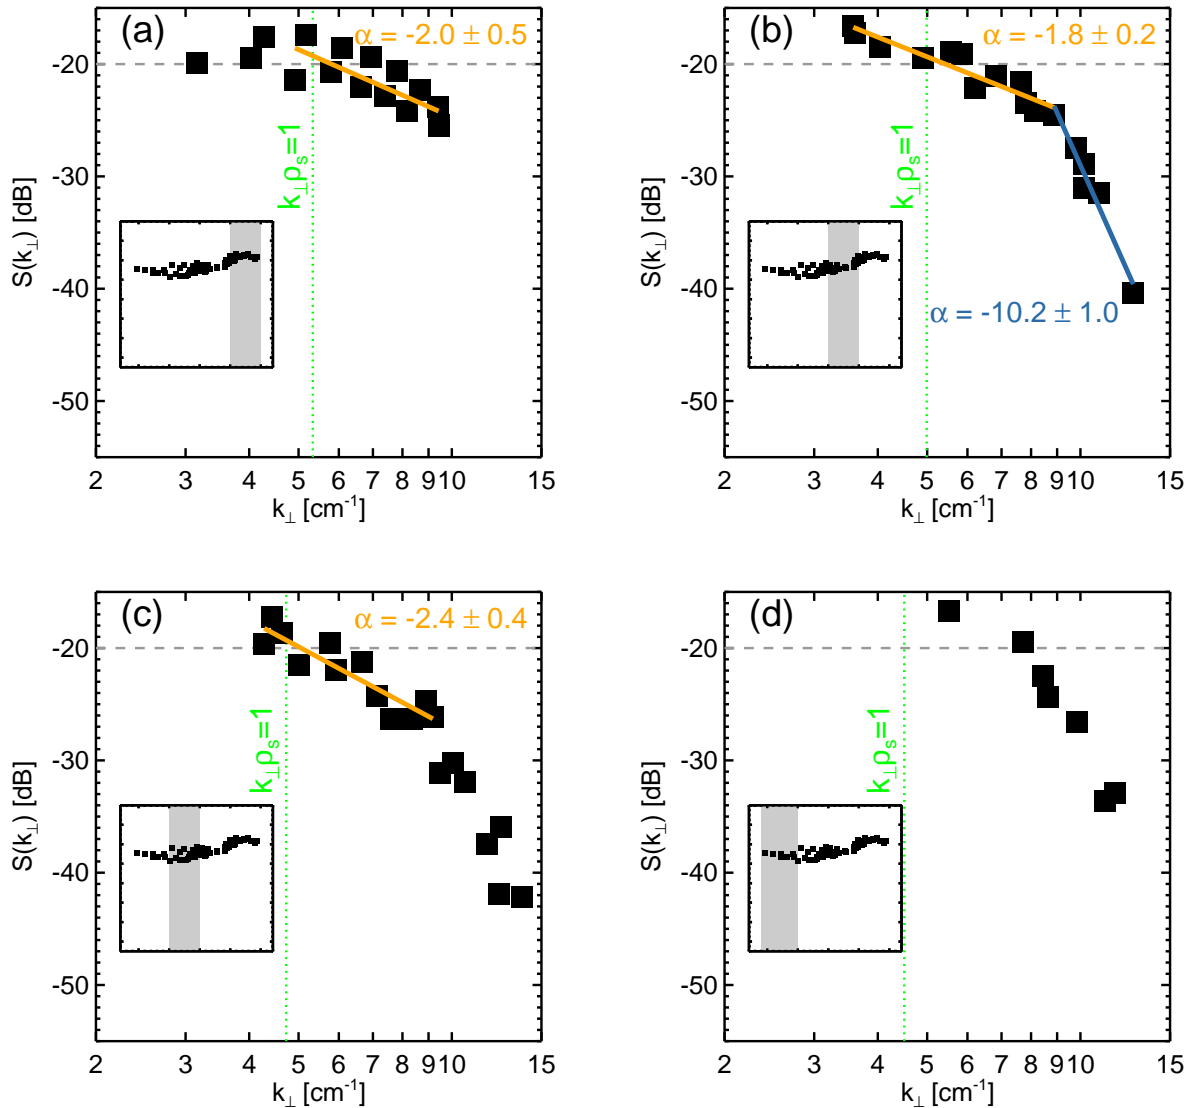 (a)
α = -2.0 ± 0.5
-20
-30
-40
-50
S(k⊥) [dB]
k⊥ρs=1
2 3 4 5 6 7 8 9 10 15
k⊥ [cm-1]
(b)
α = -1.8 ± 0.2
-20
-30
-40
-50
S(k⊥) [dB]
k⊥ρs=1
α = -10.2 ± 1.0
2 3 4 5 6 7 8 9 10 15
k⊥ [cm-1]
(c)
α = -2.4 ± 0.4
-20
-30
-40
-50
S(k⊥) [dB]
k⊥ρs=1
2 3 4 5 6 7 8 9 10 15
k⊥ [cm-1]
(d)
-20
-30
-40
-50
S(k⊥) [dB]
k⊥ρs=1
2 3 4 5 6 7 8 9 10 15
k⊥ [cm-1]